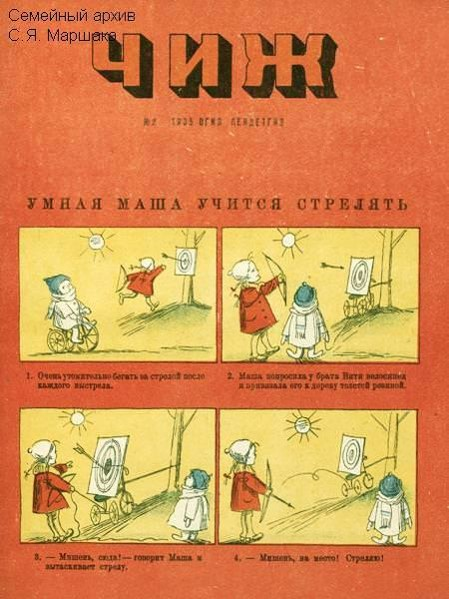 Семейный архив
С.Я. Маршака
ЧИЖ
№2 1935 ОГИЗ ЛЕНДЕТГИЗ
УМНАЯ МАША УЧИТСЯ СТРЕЛЯТЬ
1. Очень утомительно бегать за стрелой после
каждого выстрела.
2. Маша попросила у брата Вити велосипед
и привязала его к дереву толстой резиной.
3. — Мишень, сюда! — говорит Маша и
вытаскивает стрелу.
4. — Мишень, на место! Стреляю!